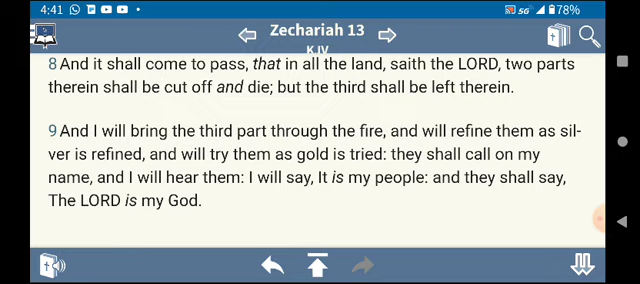 4:41 5G 78%
Zechariah 13
KJV
8 And it shall come to pass, that in all the land, saith the LORD, two parts
therein shall be cut off and die; but the third shall be left therein.
9 And I will bring the third part through the fire, and will refine them as sil-
ver is refined, and will try them as gold is tried: they shall call on my
name, and I will hear them: I will say, It is my people: and they shall say,
The LORD is my God.